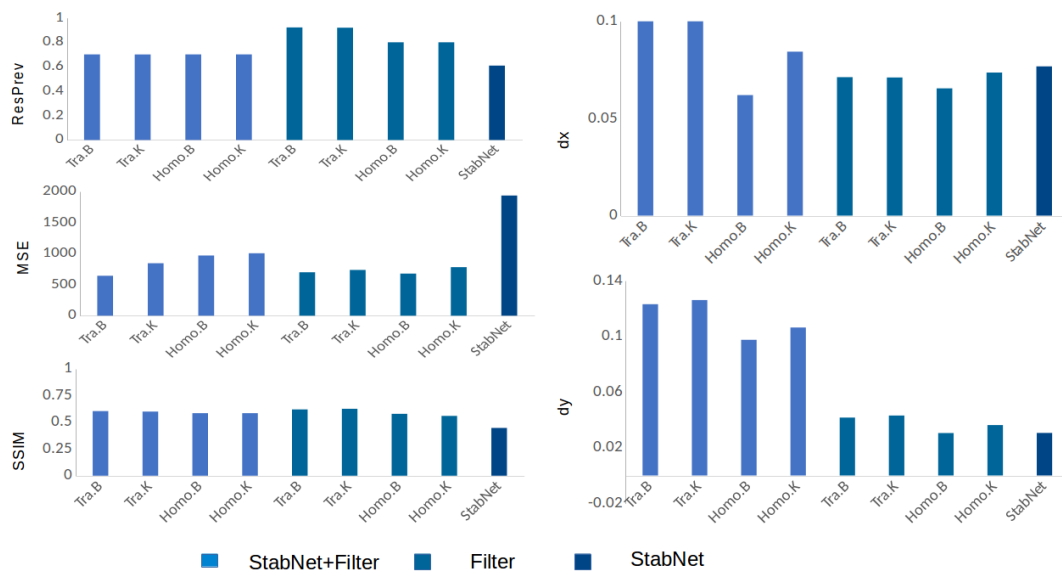 ResPrev
1
0.8
0.6
0.4
0.2
0
Tra.B Tra.K Homo.B Homo.K Tra.B Tra.K Homo.B Homo.K StabNet
MSE
2000
1500
1000
500
0
Tra.B Tra.K Homo.B Homo.K Tra.B Tra.K Homo.B Homo.K StabNet
SSIM
1
0.75
0.5
0.25
0
Tra.B Tra.K Homo.B Homo.K Tra.B Tra.K Homo.B Homo.K StabNet
dx
0.1
0.05
0
Tra.B Tra.K Homo.B Homo.K Tra.B Tra.K Homo.B Homo.K StabNet
dy
0.14
0.1
0.06
0.02
-0.02
Tra.B Tra.K Homo.B Homo.K Tra.B Tra.K Homo.B Homo.K StabNet
StabNet+Filter Filter StabNet